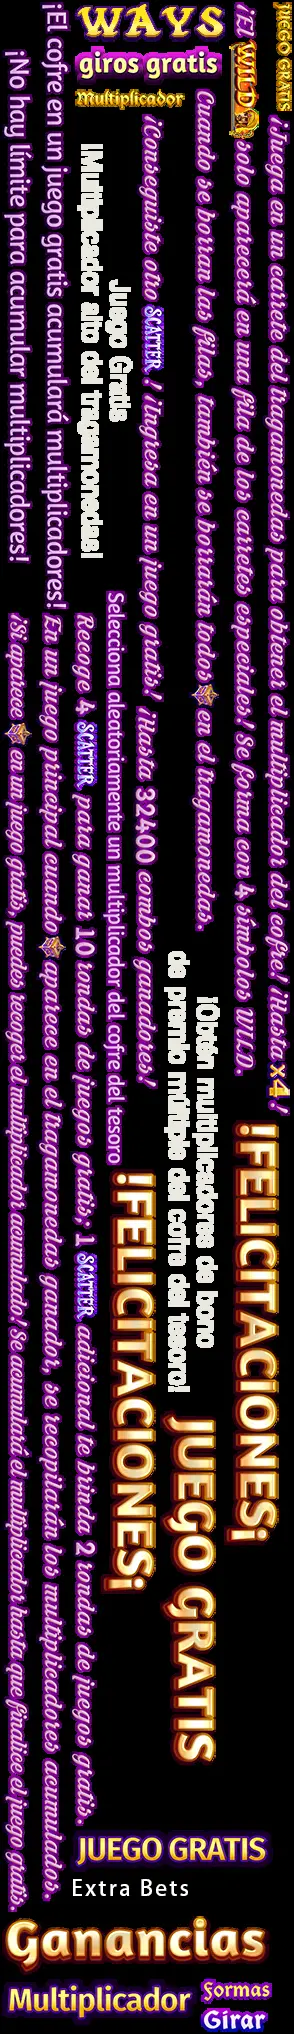 WAYS
giros gratis
Multiplicador
JUEGO GRATIS
¡Juega en un carrete del tragamonedas para obtener el multiplicador del cofre! ¡Hasta x4!
¡El WILD solo aparecerá en una fila de los carretes especiales! Se forma con 4 símbolos WILD.
Cuando se borran las filas, también se borrarán todos en el tragamonedas.
¡Conseguiste otro SCATTER! ¡Ingresa en un juego gratis! ¡Hasta 32400 combos ganadores!
Juego Gratis
¡Multiplicador alto del tragamonedas!
¡El cofre en un juego gratis acumulará multiplicadores!
¡No hay límite para acumular multiplicadores!
Selecciona aleatoriamente un multiplicador del cofre del tesoro
Recoge 4 SCATTER para ganar 10 rondas de juegos gratis; 1 SCATTER adicional te brinda 2 rondas de juegos gratis.
En un juego principal cuando aparece en el tragamonedas ganador, se recopilarán los multiplicadores acumulados.
¡Si aparece en un juego gratis, puedes recoger el multiplicador acumulado! Se acumulará el multiplicador hasta que finalice el juego gratis.
¡Obtén multiplicadores de bono
de premio múltiple del cofre del tesoro!
¡FELICITACIONES!
¡FELICITACIONES!
JUEGO GRATIS
JUEGO GRATIS
Extra Bets
Ganancias
Multiplicador
Formas
Girar